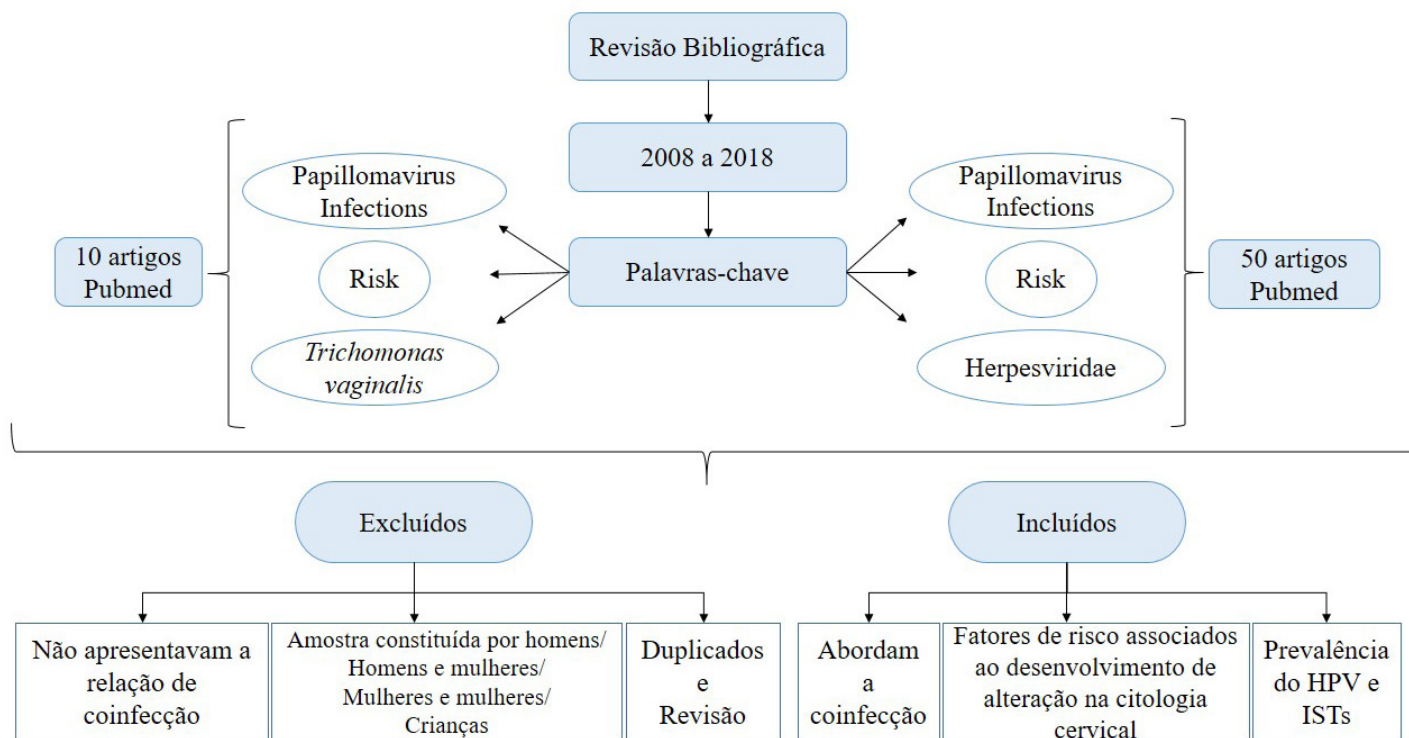 Revisão Bibliográfica
2008 a 2018
Palavras-chave
10 artigos
Pubmed
Papillomavirus
Infections
Risk
Trichomonas
vaginalis
Papillomavirus
Infections
Risk
Herpesviridae
50 artigos
Pubmed
Excluídos
Não apresentavam a
relação de
coinfecção
Amostra constituída por homens/
Homens e mulheres/
Mulheres e mulheres/
Crianças
Duplicados
e
Revisão
Incluídos
Abordam
a
coinfecção
Fatores de risco associados
ao desenvolvimento de
alteração na citologia
cervical
Prevalência
do HPV e
ISTs